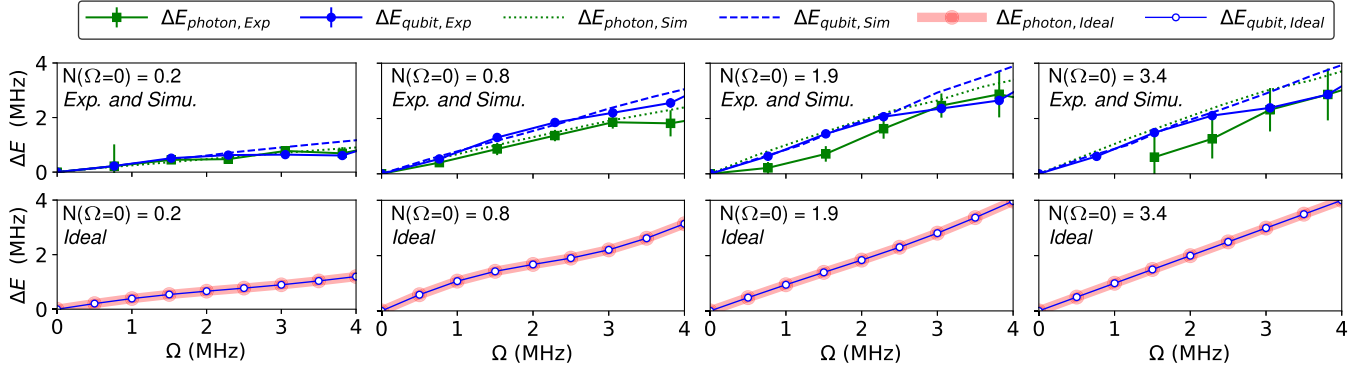 ΔE_photon,Exp ΔE_qubit,Exp ΔE_photon,Sim ΔE_qubit,Sim ΔE_photon,Ideal ΔE_qubit,Ideal
4 N(Ω=0) = 0.2 N(Ω=0) = 0.8 N(Ω=0) = 1.9 N(Ω=0) = 3.4
Exp. and Simu. Exp. and Simu. Exp. and Simu. Exp. and Simu.
ΔE (MHz)
2
0
4 N(Ω=0) = 0.2 N(Ω=0) = 0.8 N(Ω=0) = 1.9 N(Ω=0) = 3.4
Ideal Ideal Ideal Ideal
ΔE (MHz)
2
0
0 1 2 3 4 0 1 2 3 4 0 1 2 3 4 0 1 2 3 4
Ω (MHz) Ω (MHz) Ω (MHz) Ω (MHz)